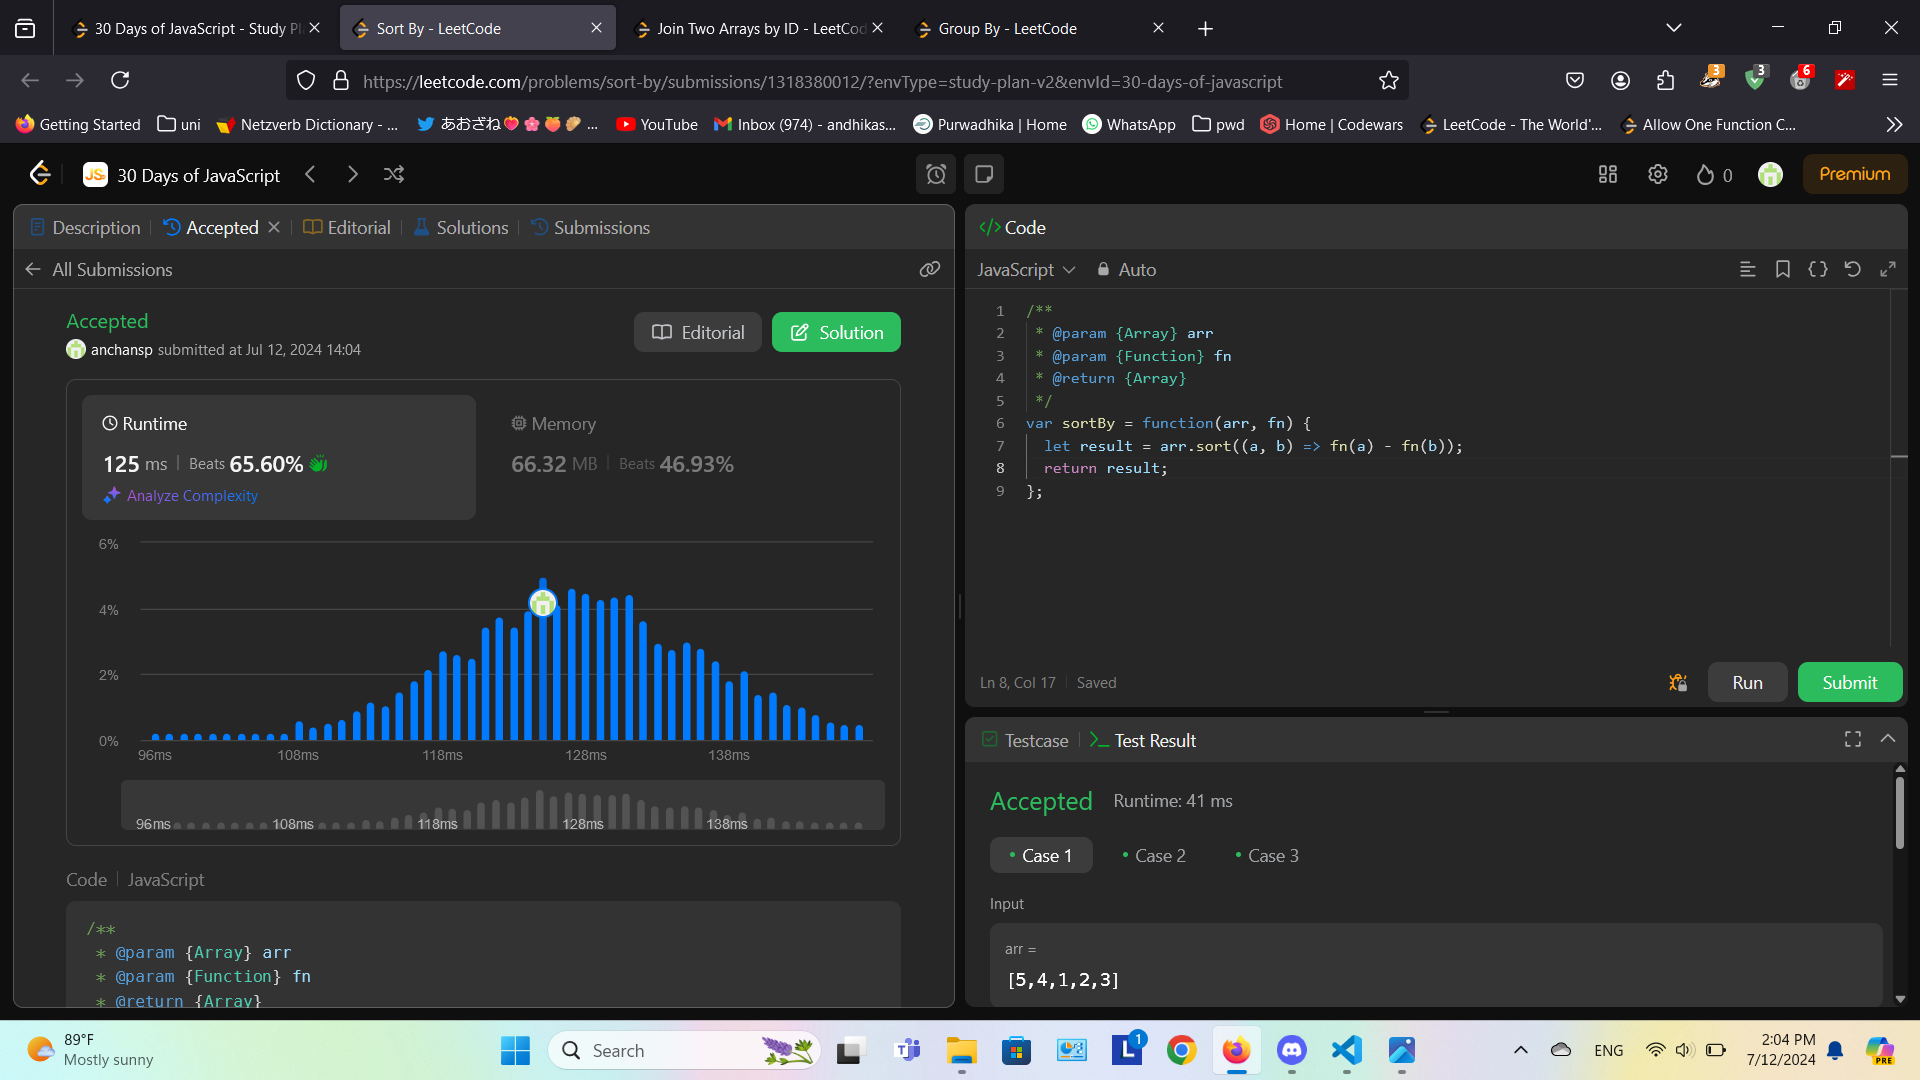 30 Days of JavaScript - Study Pl
Sort By - LeetCode
Join Two Arrays by ID - LeetCod
Group By - LeetCode
https://leetcode.com/problems/sort-by/submissions/1318380012/?envType=study-plan-v2&envId=30-days-of-javascript
3
3
6
Getting Started
uni
Netzverb Dictionary - ...
あおざね ...
YouTube
Inbox (974) - andhikas...
Purwadhika | Home
WhatsApp
pwd
Home | Codewars
LeetCode - The World'...
Allow One Function C...
JS
30 Days of JavaScript
0
Premium
Description
Accepted
Editorial
Solutions
Submissions
All Submissions
Accepted
anchansp submitted at Jul 12, 2024 14:04
Editorial
Solution
Runtime
125 ms | Beats 65.60%
Analyze Complexity
Memory
66.32 MB | Beats 46.93%
6%
4%
2%
0%
96ms 108ms 118ms 128ms 138ms
96ms 108ms 118ms 128ms 138ms
Code | JavaScript
/**
 * @param {Array} arr
 * @param {Function} fn
 * @return {Array}
</> Code
JavaScript
Auto
1 /**
2  * @param {Array} arr
3  * @param {Function} fn
4  * @return {Array}
5  */
6 var sortBy = function(arr, fn) {
7   let result = arr.sort((a, b) => fn(a) - fn(b));
8   return result;
9 };
Ln 8, Col 17 | Saved
Run
Submit
Testcase
Test Result
Accepted Runtime: 41 ms
• Case 1
• Case 2
• Case 3
Input
arr =
[5,4,1,2,3]
89°F
Mostly sunny
Search
T
L
1
ENG
2:04 PM
7/12/2024
PRE